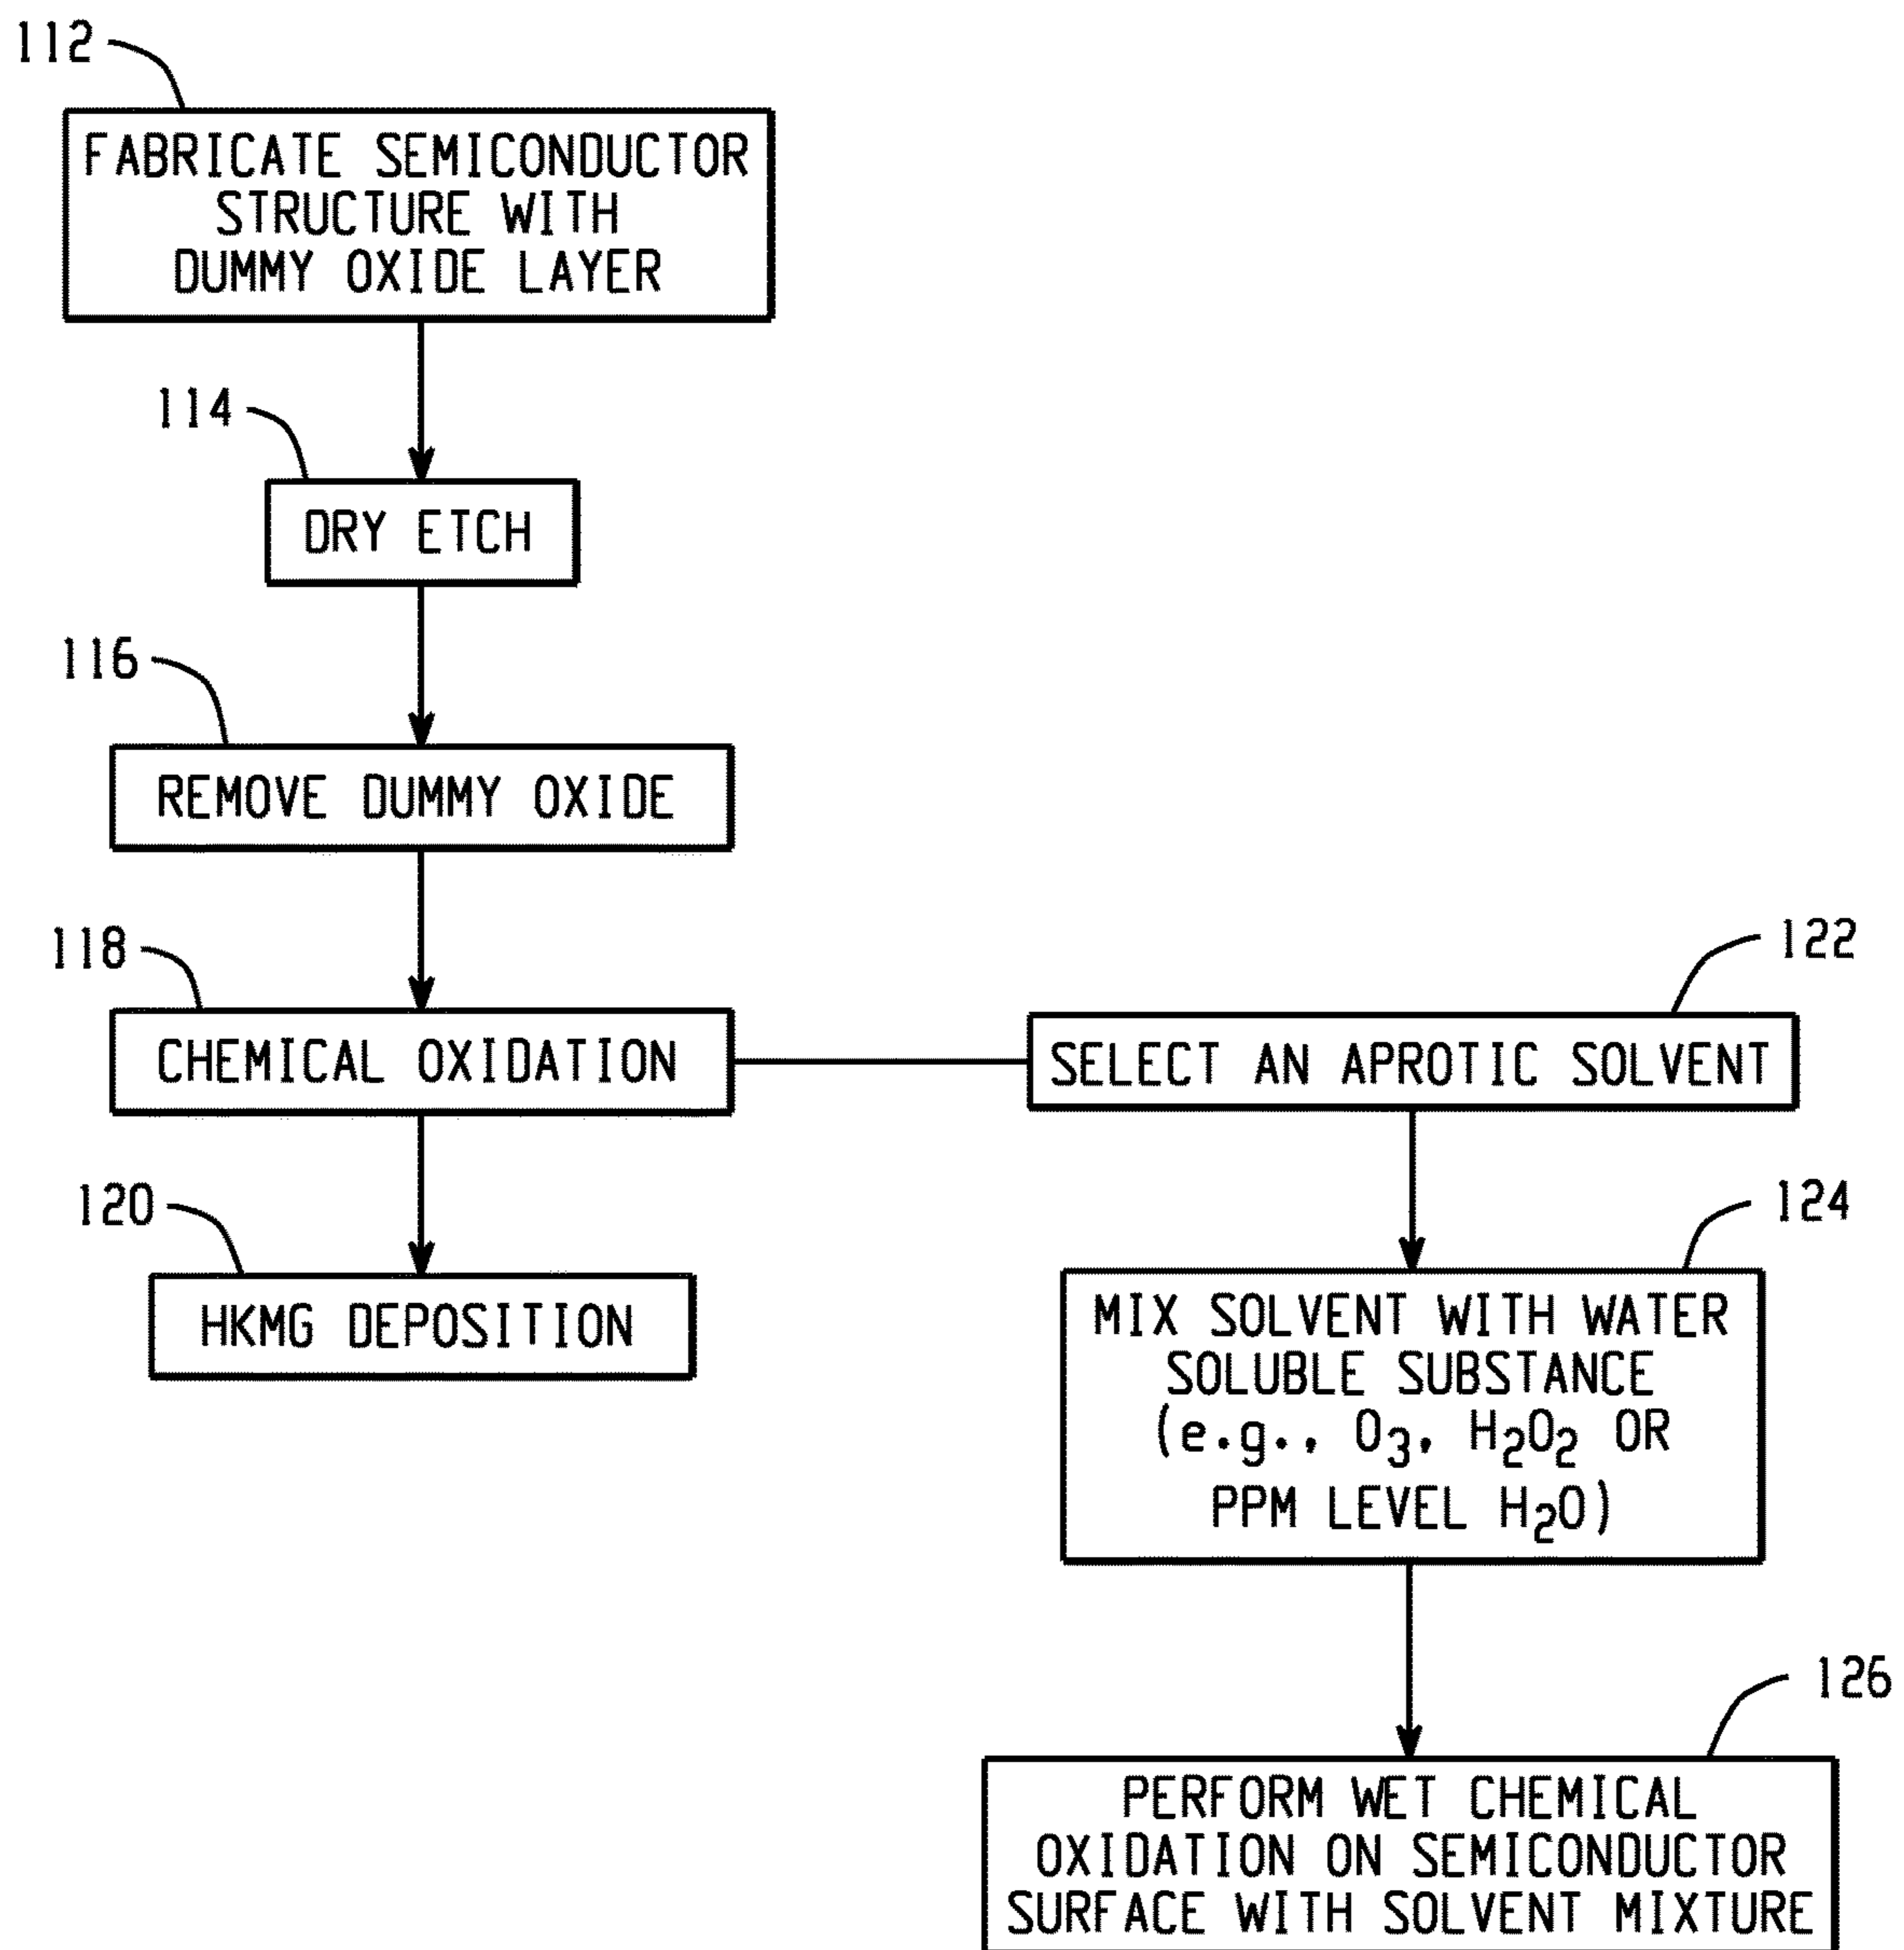 112
FABRICATE SEMICONDUCTOR
STRUCTURE WITH
DUMMY OXIDE LAYER
114
DRY ETCH
116
REMOVE DUMMY OXIDE
118
CHEMICAL OXIDATION
120
HKMG DEPOSITION
122
SELECT AN APROTIC SOLVENT
124
MIX SOLVENT WITH WATER
SOLUBLE SUBSTANCE
(e.g., O₃, H₂O₂ OR
PPM LEVEL H₂O)
126
PERFORM WET CHEMICAL
OXIDATION ON SEMICONDUCTOR
SURFACE WITH SOLVENT MIXTURE